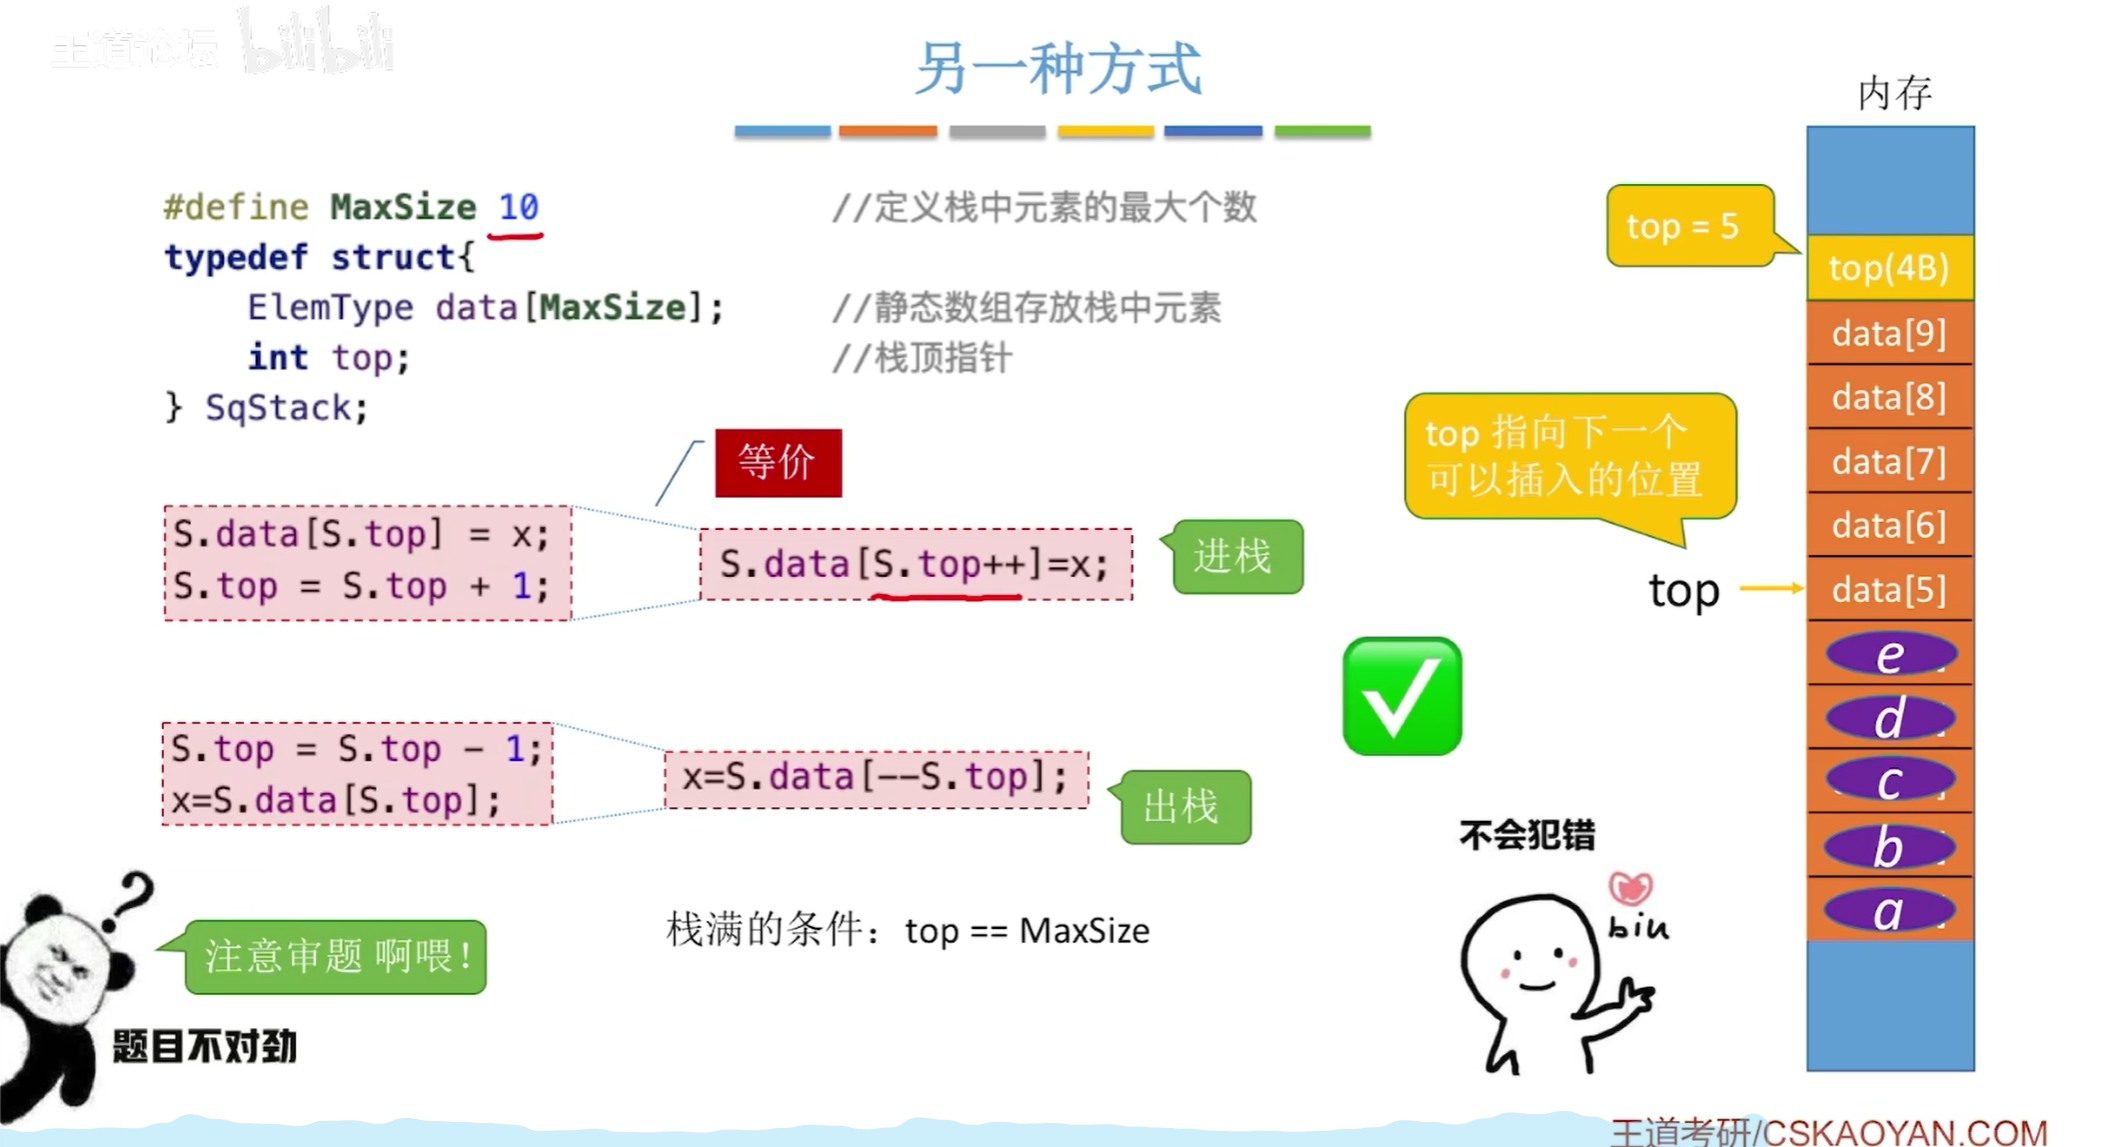 王道论坛 bilibili
另一种方式
#define MaxSize 10 //定义栈中元素的最大个数
typedef struct{
ElemType data[MaxSize]; //静态数组存放栈中元素
int top; //栈顶指针
} SqStack;
等价
S.data[S.top] = x;
S.top = S.top + 1;
S.data[S.top++]=x;
进栈
S.top = S.top - 1;
x=S.data[S.top];
x=S.data[--S.top];
出栈
栈满的条件：top == MaxSize
?
注意审题 啊喂！
题目不对劲
不会犯错
biu
内存
top = 5
top(4B)
data[9]
data[8]
data[7]
data[6]
data[5]
top 指向下一个
可以插入的位置
top
e
d
c
b
a
王道考研/CSKAOYAN.COM